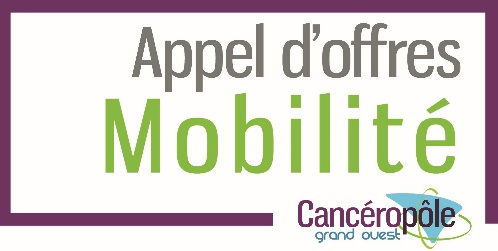 Appel d'offres
Mobilité
Cancéropôle
grand ouest